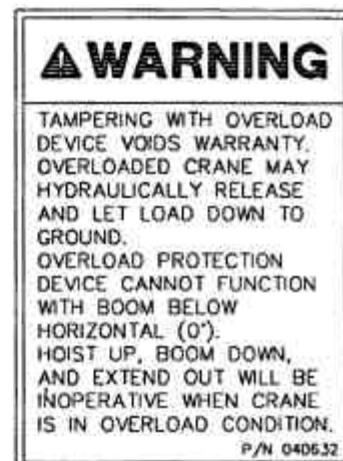 WARNING
TAMPERING WITH OVERLOAD
DEVICE VOIDS WARRANTY.
OVERLOADED CRANE MAY
HYDRAULICALLY RELEASE
AND LET LOAD DOWN TO
GROUND.
OVERLOAD PROTECTION
DEVICE CANNOT FUNCTION
WITH BOOM BELOW
HORIZONTAL (0°).
HOIST UP, BOOM DOWN,
AND EXTEND OUT WILL BE
INOPERATIVE WHEN CRANE
IS IN OVERLOAD CONDITION.
P/N 040632